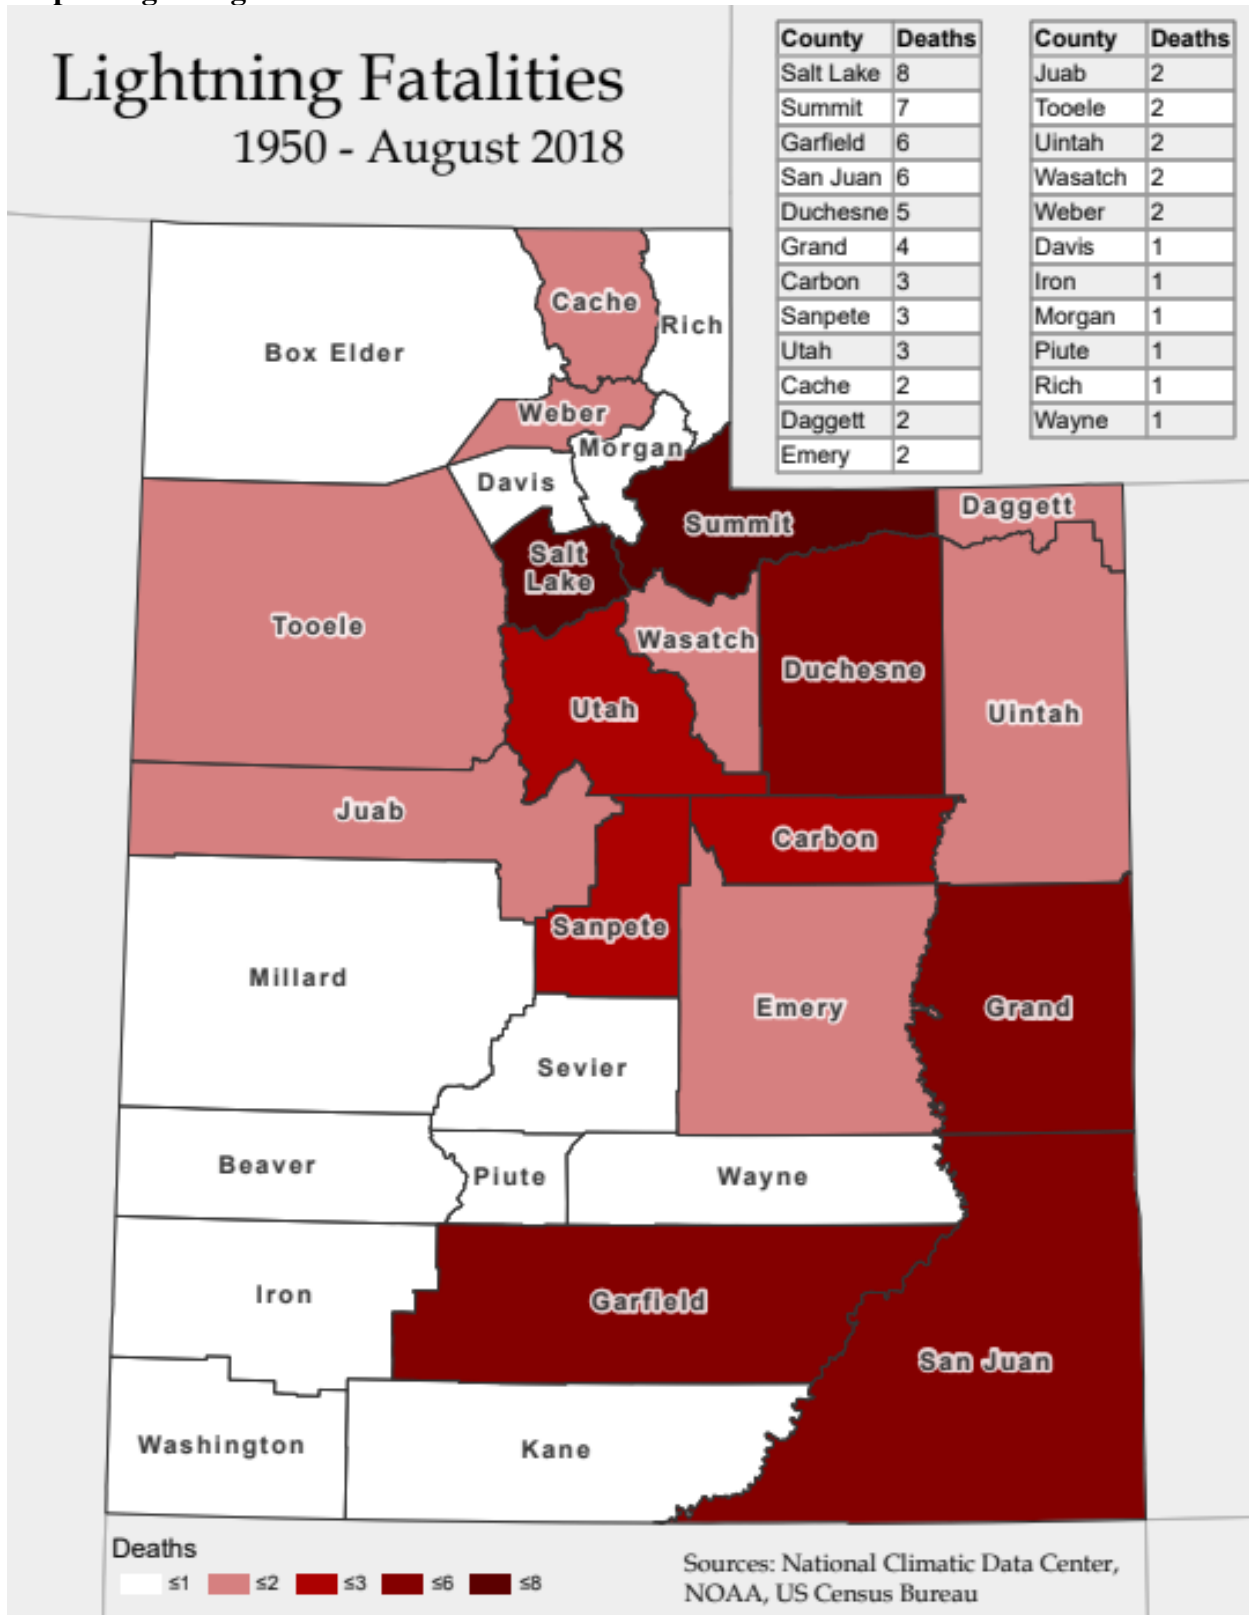 Lightning Fatalities
1950 - August 2018
County Deaths
Salt Lake 8
Summit 7
Garfield 6
San Juan 6
Duchesne 5
Grand 4
Carbon 3
Sanpete 3
Utah 3
Cache 2
Daggett 2
Emery 2
County Deaths
Juab 2
Tooele 2
Uintah 2
Wasatch 2
Weber 2
Davis 1
Iron 1
Morgan 1
Piute 1
Rich 1
Wayne 1
Cache
Rich
Box Elder
Weber
Morgan
Davis
Daggett
Summit
Salt
Lake
Tooele
Wasatch
Duchesne
Utah
Uintah
Juab
Carbon
Sanpete
Millard
Emery
Grand
Sevier
Beaver
Piute
Wayne
Iron
Garfield
San Juan
Washington
Kane
Deaths
≤1 ≤2 ≤3 ≤6 ≤8
Sources: National Climatic Data Center,
NOAA, US Census Bureau